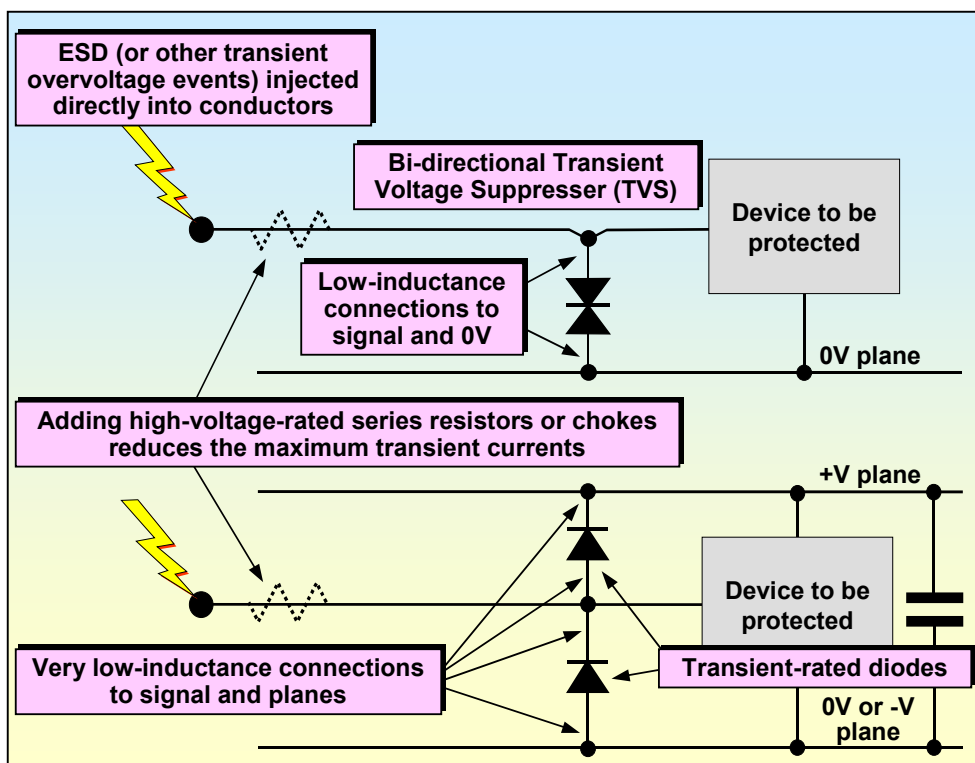 ESD (or other transient
overvoltage events) injected
directly into conductors
Bi-directional Transient
Voltage Suppresser (TVS)
Device to be
protected
Low-inductance
connections to
signal and 0V
0V plane
Adding high-voltage-rated series resistors or chokes
reduces the maximum transient currents
+V plane
Device to be
protected
Very low-inductance connections
to signal and planes
Transient-rated diodes
0V or -V
plane